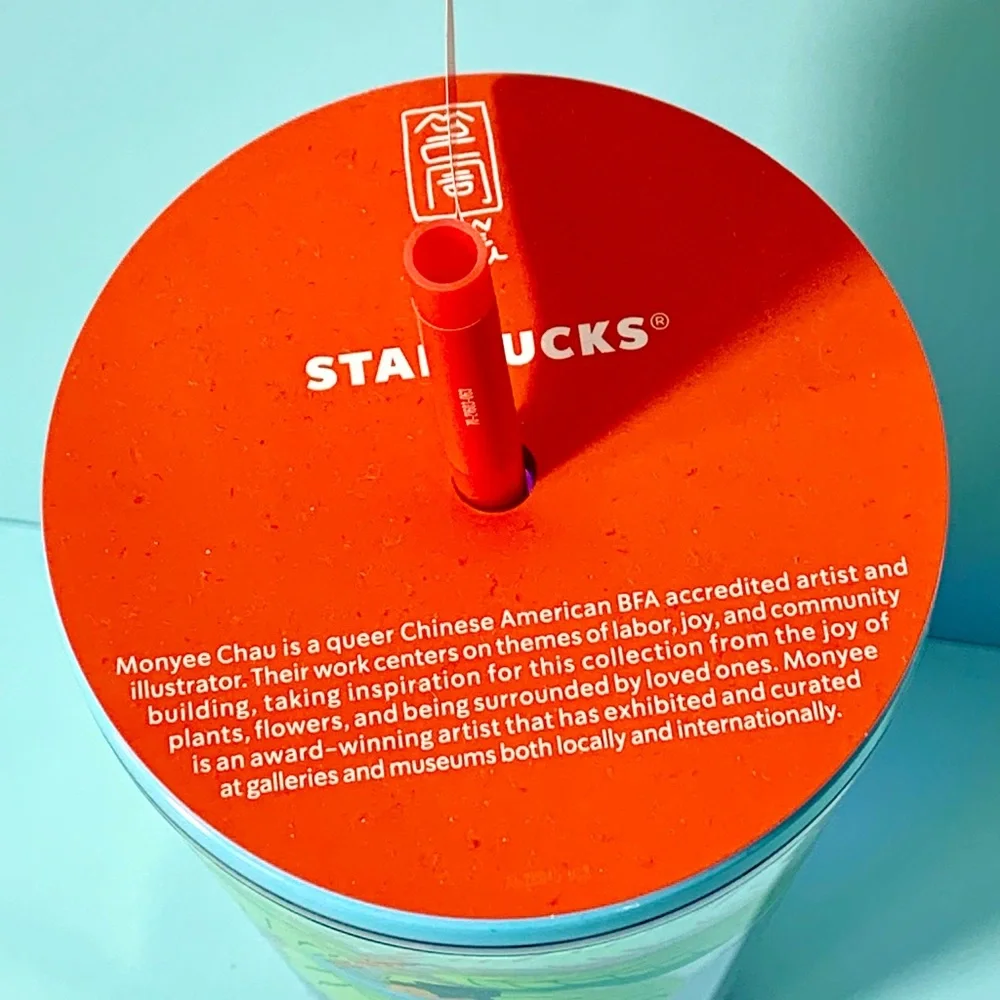 STARBUCKS®
Monyee Chau is a queer Chinese American BFA accredited artist and
illustrator. Their work centers on themes of labor, joy, and community
building, taking inspiration for this collection from the joy of
plants, flowers, and being surrounded by loved ones. Monyee
is an award-winning artist that has exhibited and curated
at galleries and museums both locally and internationally.